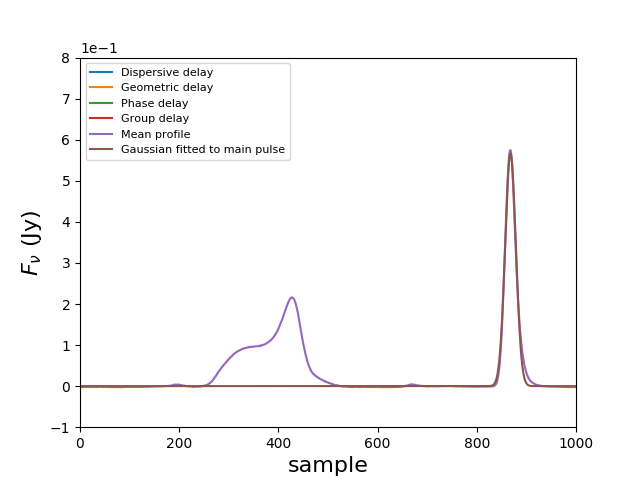 1e−1
8
7
6
5
4
3
2
1
0
−1
Dispersive delay
Geometric delay
Phase delay
Group delay
Mean profile
Gaussian fitted to main pulse
Fν (Jy)
0 200 400 600 800 1000
sample